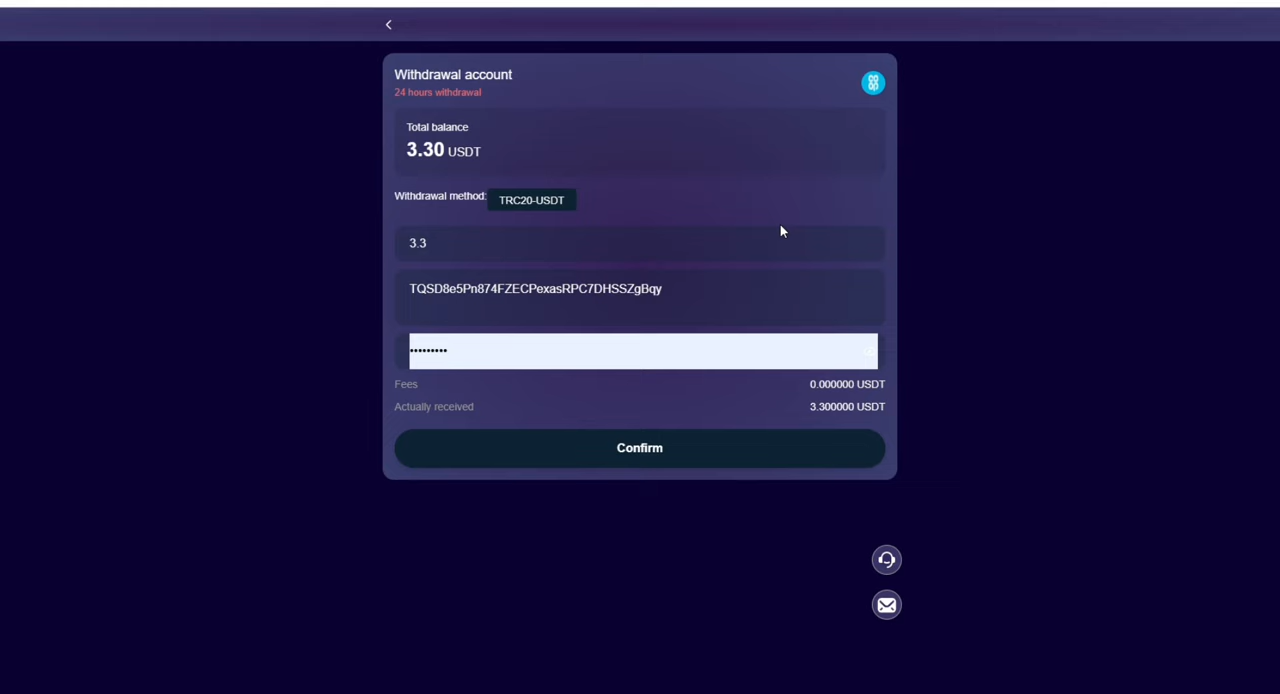 Withdrawal account
24 hours withdrawal
Total balance
3.30 USDT
Withdrawal method: TRC20-USDT
3.3
TQSD8e5Pn874FZECPexasRPC7DHSSZgBqy
•••••••••
Fees 0.000000 USDT
Actually received 3.300000 USDT
Confirm